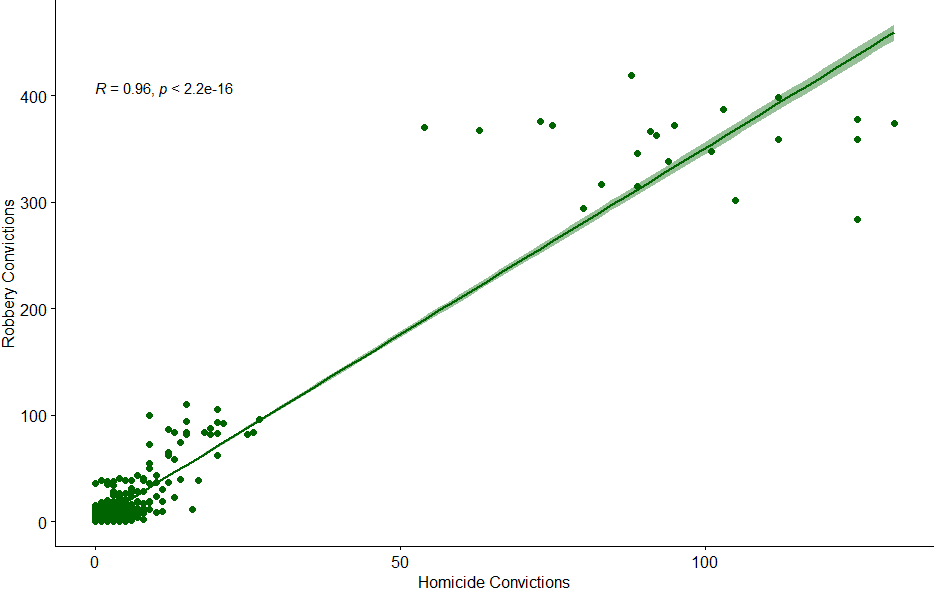 R = 0.96, p < 2.2e-16
400
300
200
100
0
Robbery Convictions
0 50 100
Homicide Convictions